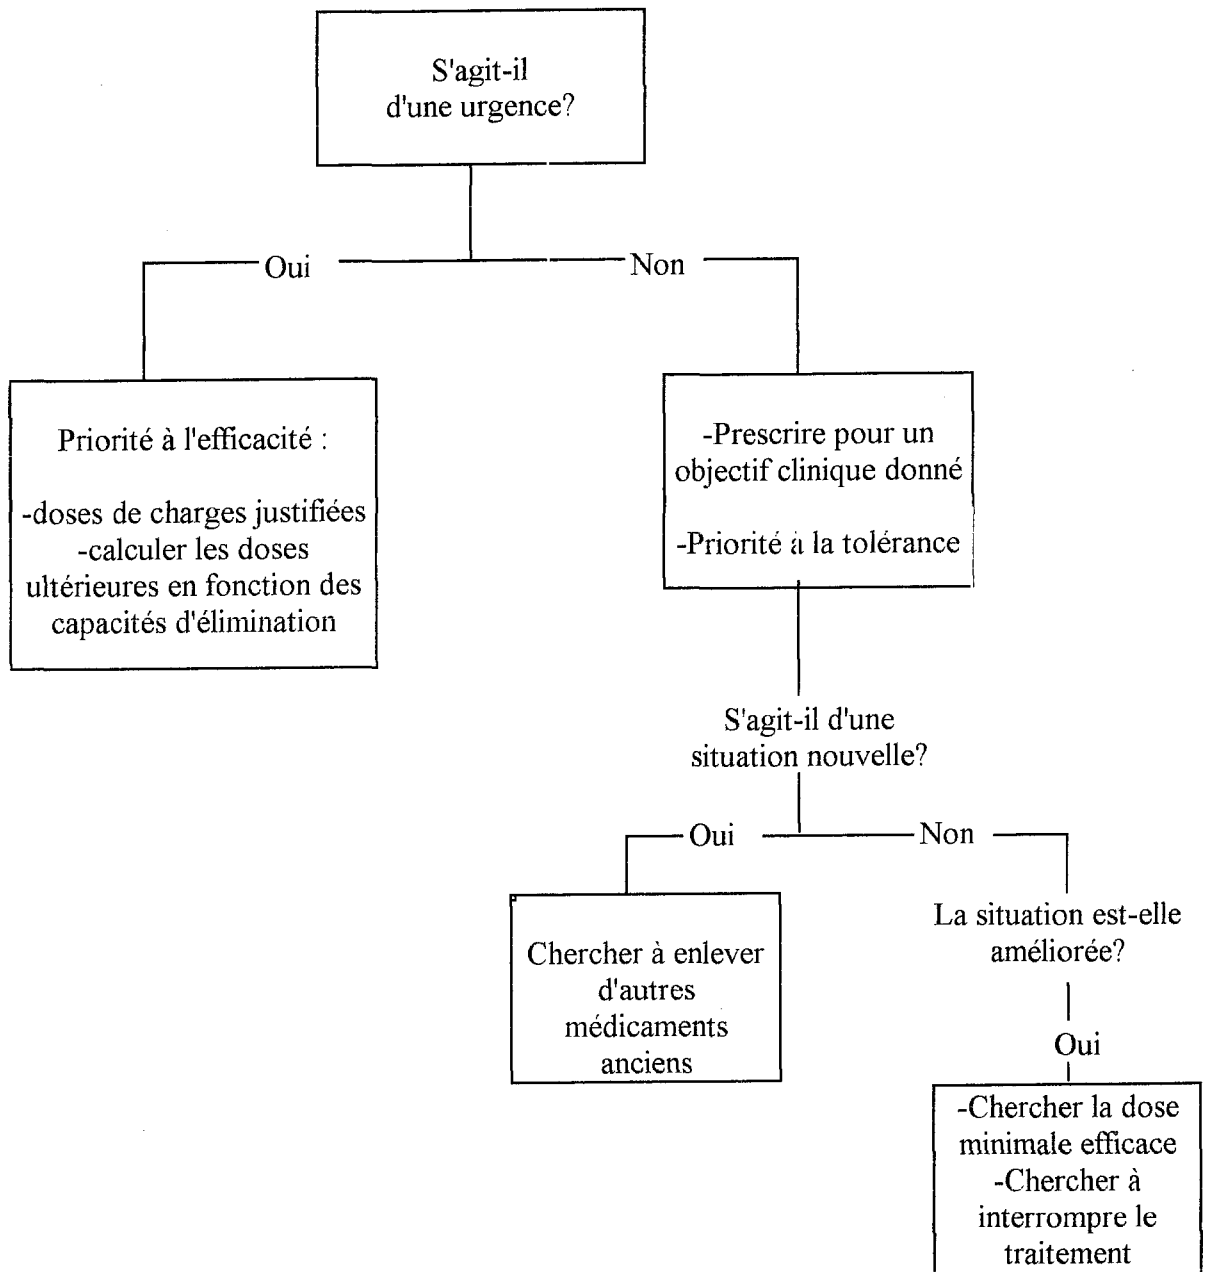 S'agit-il
d'une urgence?
Oui
Non
Priorité à l'efficacité :
-doses de charges justifiées
-calculer les doses
ultérieures en fonction des
capacités d'élimination
-Prescrire pour un
objectif clinique donné
-Priorité à la tolérance
S'agit-il d'une
situation nouvelle?
Oui
Non
Chercher à enlever
d'autres
médicaments
anciens
La situation est-elle
améliorée?
Oui
-Chercher la dose
minimale efficace
-Chercher à
interrompre le
traitement